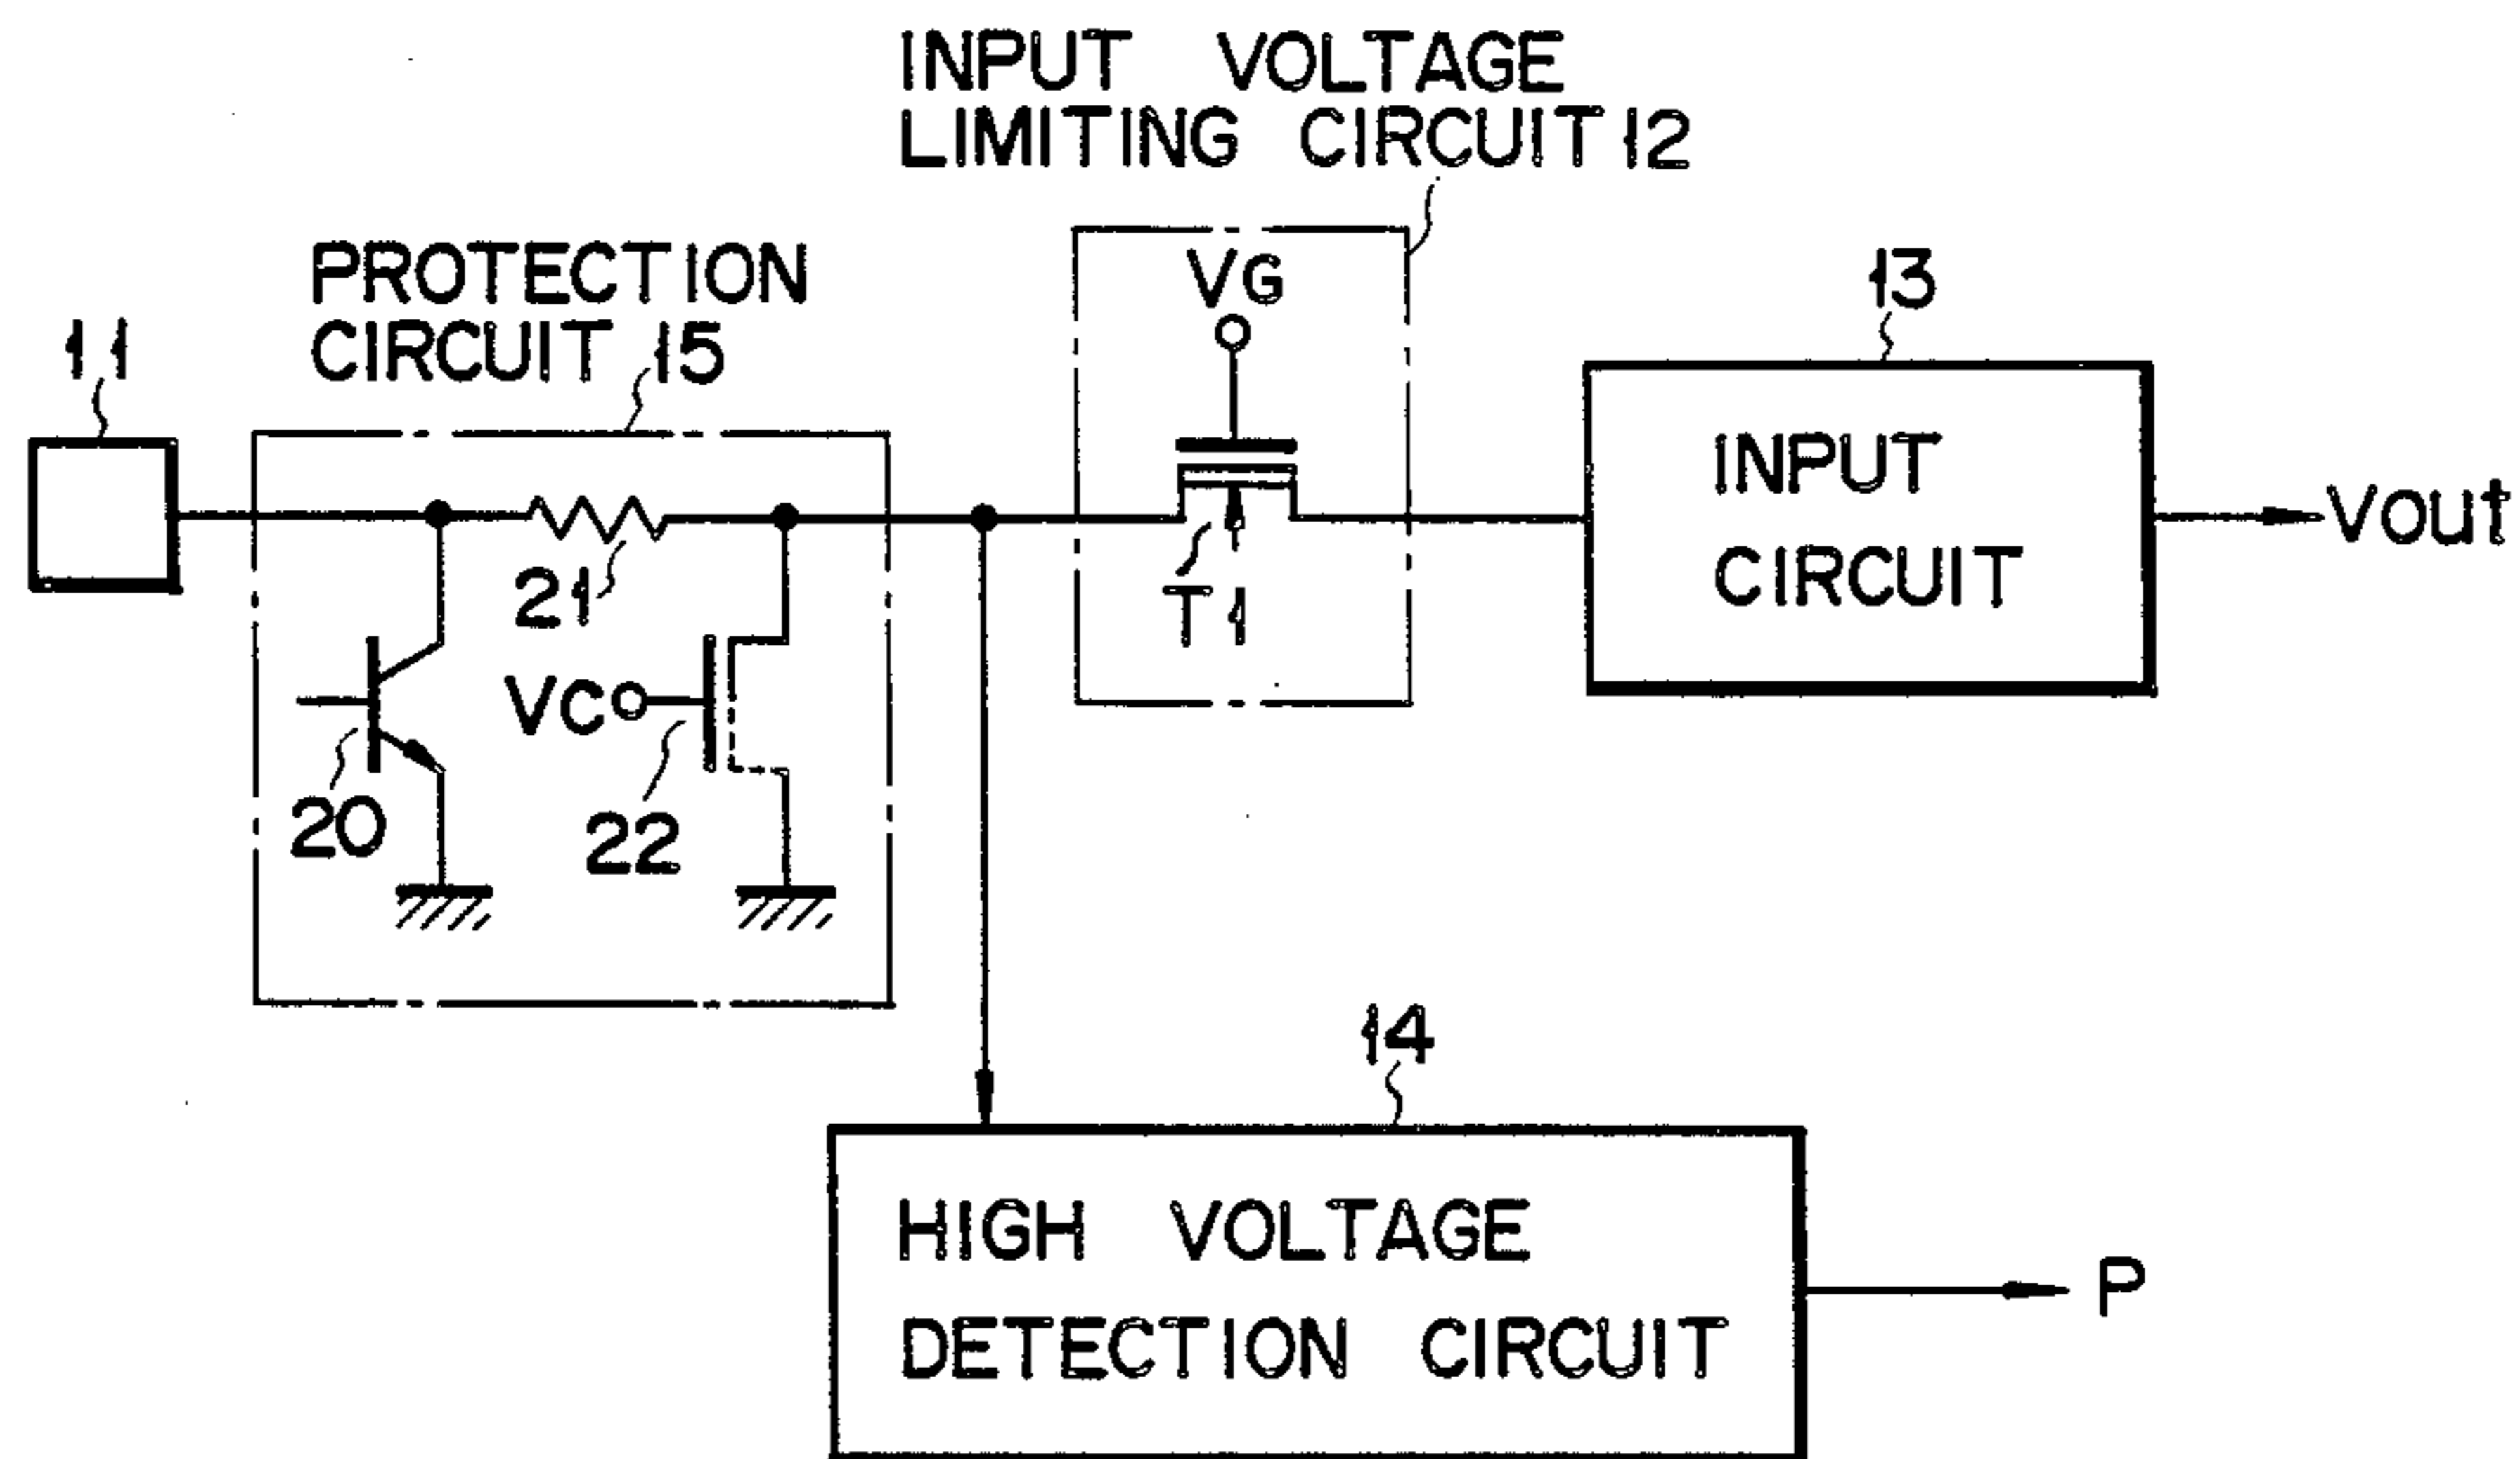 INPUT VOLTAGE
LIMITING CIRCUIT 12
PROTECTION
CIRCUIT 15
11
VG
13
INPUT
CIRCUIT
Vout
21
T1
VC
20
22
14
HIGH VOLTAGE
DETECTION CIRCUIT
P